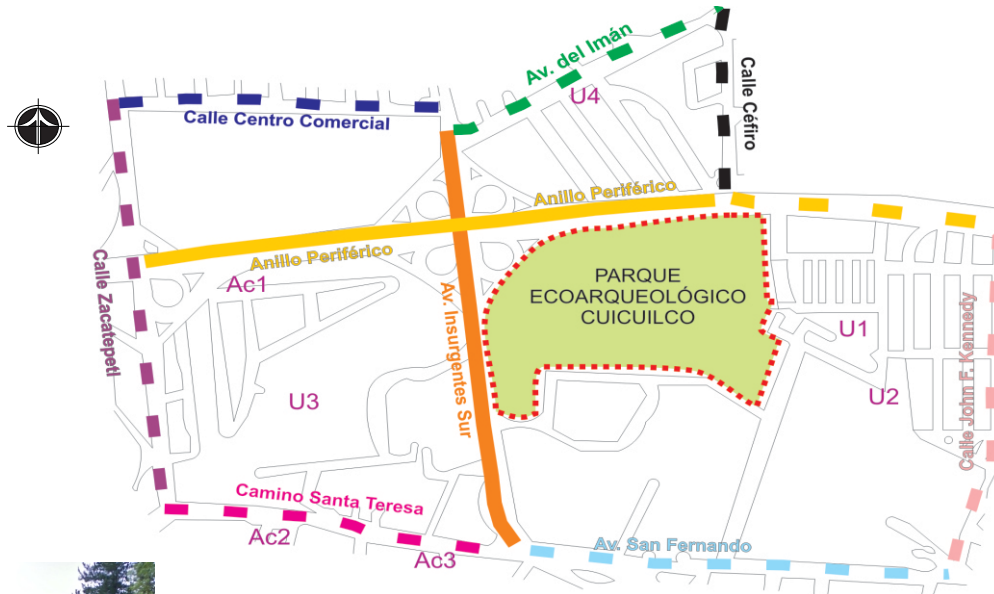 Av. del Imán
U4
Calle Céfiro
Calle Centro Comercial
Anillo Periférico
Anillo Periférico
Calle Zacatepetl
Ac1
Av. Insurgentes Sur
PARQUE
ECOARQUEOLÓGICO
CUICUILCO
U1
U2
U3
Calle John F. Kennedy
Camino Santa Teresa
Ac2
Ac3
Av. San Fernando